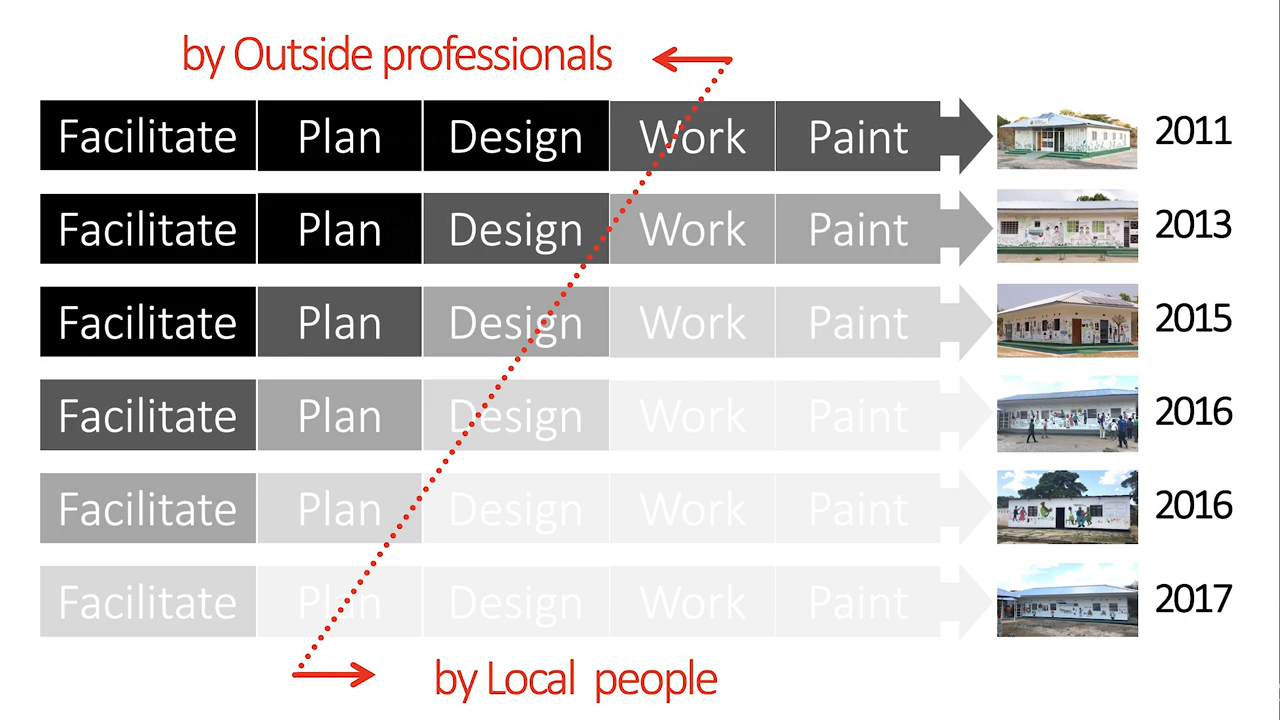 by Outside professionals
Facilitate Plan Design Work Paint 2011
Facilitate Plan Design Work Paint 2013
Facilitate Plan Design Work Paint 2015
Facilitate Plan Design Work Paint 2016
Facilitate Plan Design Work Paint 2016
Facilitate Plan Design Work Paint 2017
by Local people